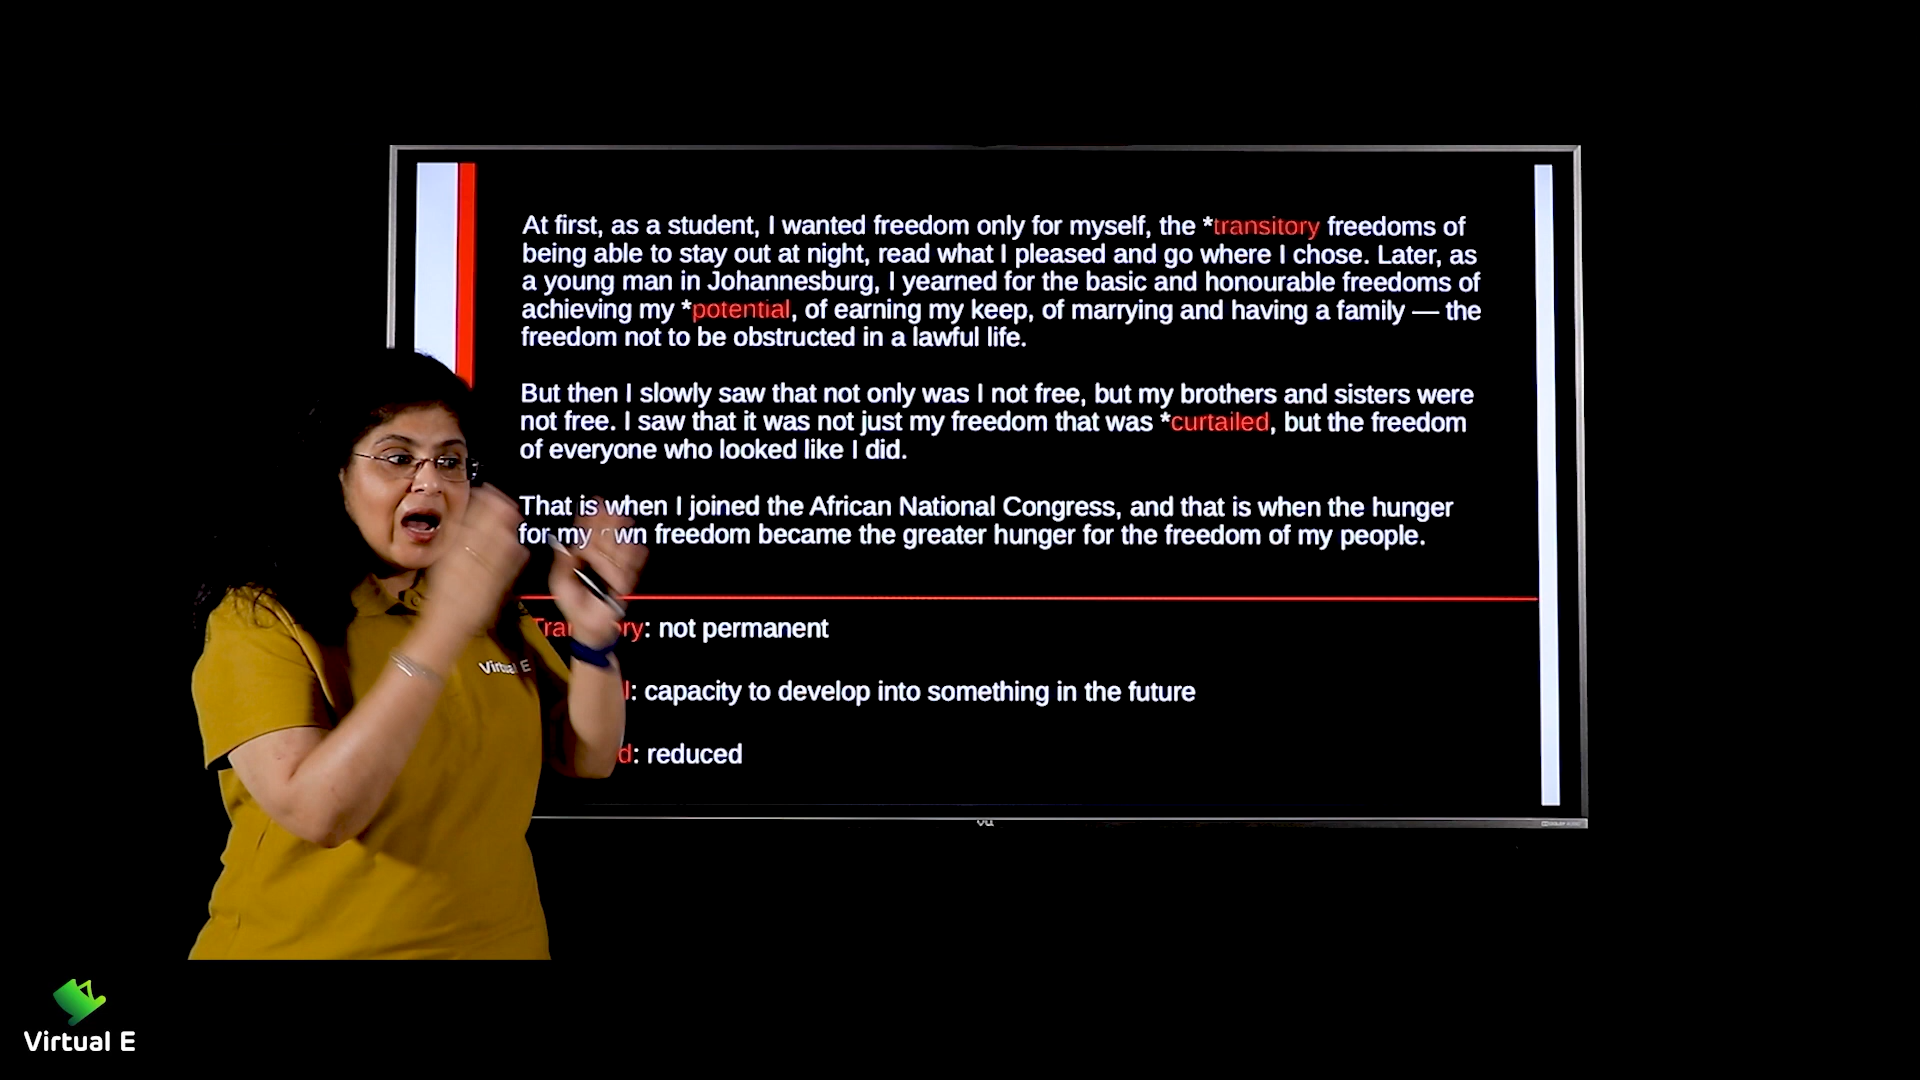 At first, as a student, I wanted freedom only for myself, the *transitory freedoms of
being able to stay out at night, read what I pleased and go where I chose. Later, as
a young man in Johannesburg, I yearned for the basic and honourable freedoms of
achieving my *potential, of earning my keep, of marrying and having a family — the
freedom not to be obstructed in a lawful life.
But then I slowly saw that not only was I not free, but my brothers and sisters were
not free. I saw that it was not just my freedom that was *curtailed, but the freedom
of everyone who looked like I did.
That is when I joined the African National Congress, and that is when the hunger
for my own freedom became the greater hunger for the freedom of my people.
: not permanent
: capacity to develop into something in the future
: reduced
Virtual E
Vu
Virtual E